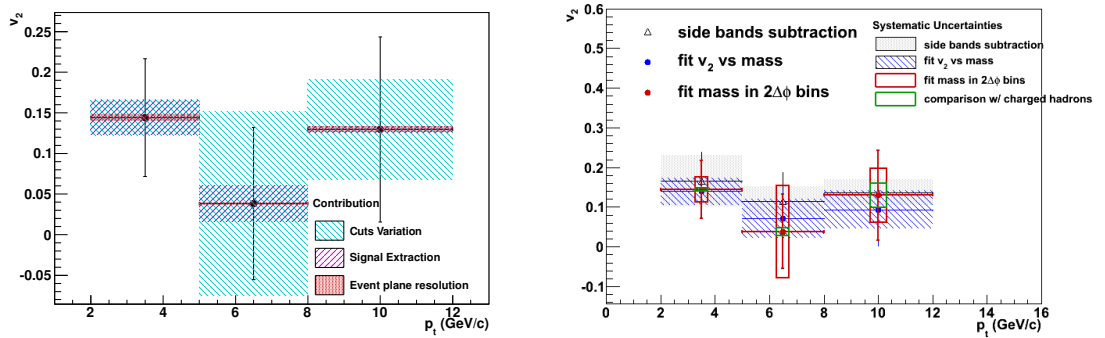 v2
0.25
0.2
0.15
0.1
0.05
0
-0.05
Contribution
Cuts Variation
Signal Extraction
Event plane resolution
2 4 6 8 10 12
pt (GeV/c)
v2
0.6
0.5
0.4
0.3
0.2
0.1
0
-0.1
side bands subtraction
fit v2 vs mass
fit mass in 2Δϕ bins
Systematic Uncertainties
side bands subtraction
fit v2 vs mass
fit mass in 2Δϕ bins
comparison w/ charged hadrons
0 2 4 6 8 10 12 14 16
pt (GeV/c)